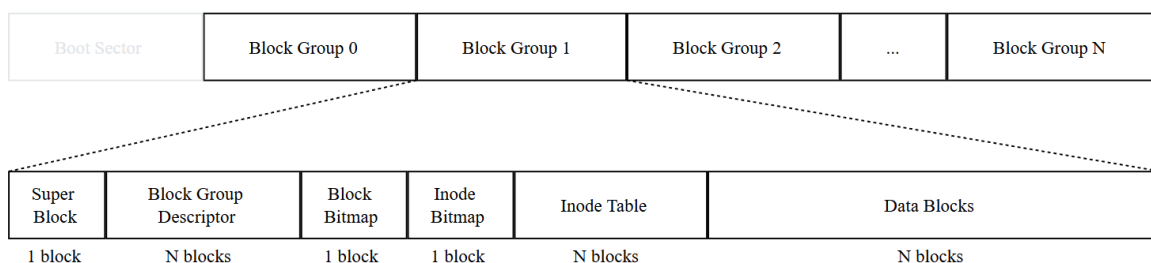 Boot Sector
Block Group 0
Block Group 1
Block Group 2
...
Block Group N
Super
Block
Block Group
Descriptor
Block
Bitmap
Inode
Bitmap
Inode Table
Data Blocks
1 block
N blocks
1 block
1 block
N blocks
N blocks